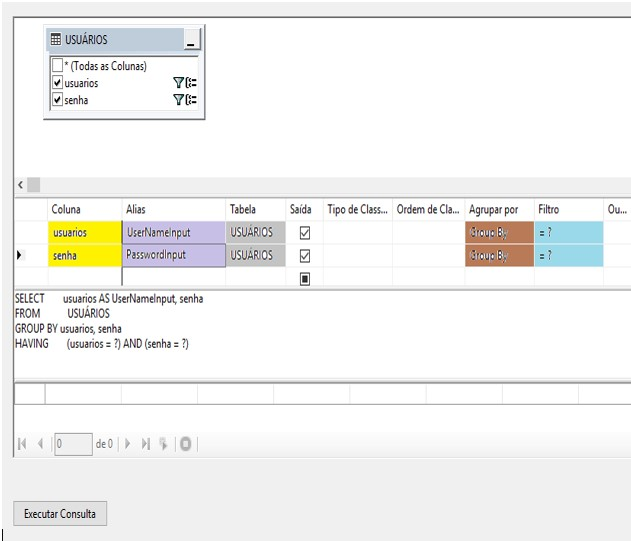 USUÁRIOS
* (Todas as Colunas)
usuarios
senha
Coluna Alias Tabela Saída Tipo de Class... Ordem de Cla... Agrupar por Filtro Ou...
usuarios UserNameInput USUÁRIOS Group By = ?
senha PasswordInput USUÁRIOS Group By = ?
SELECT usuarios AS UserNameInput, senha
FROM USUÁRIOS
GROUP BY usuarios, senha
HAVING (usuarios = ?) AND (senha = ?)
0 de 0
Executar Consulta